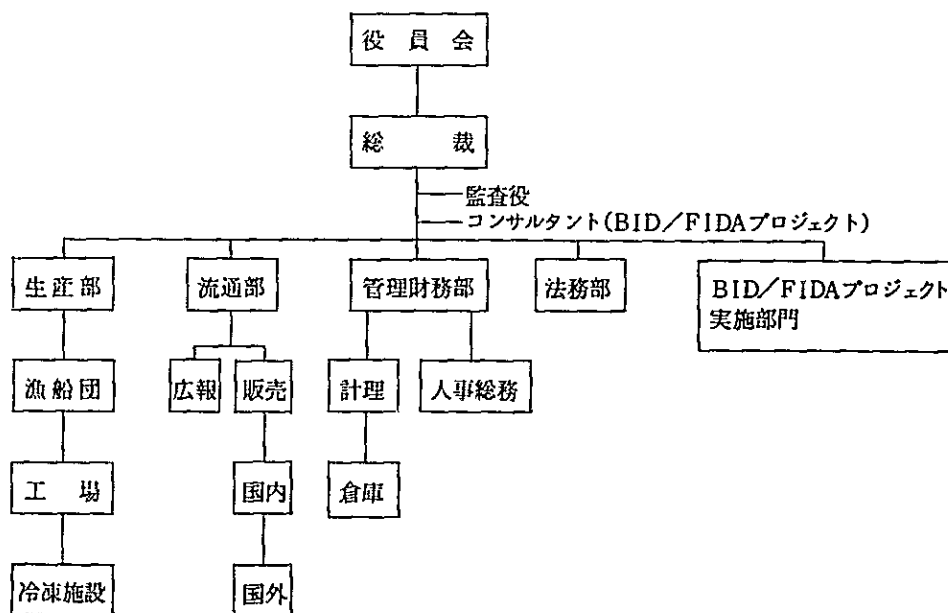 役員会
総裁
監査役
コンサルタント(BID/FIDAプロジェクト)
生産部
流通部
管理財務部
法務部
BID/FIDAプロジェクト
実施部門
漁船団
広報
販売
計理
人事総務
工場
国内
倉庫
冷凍施設
国外